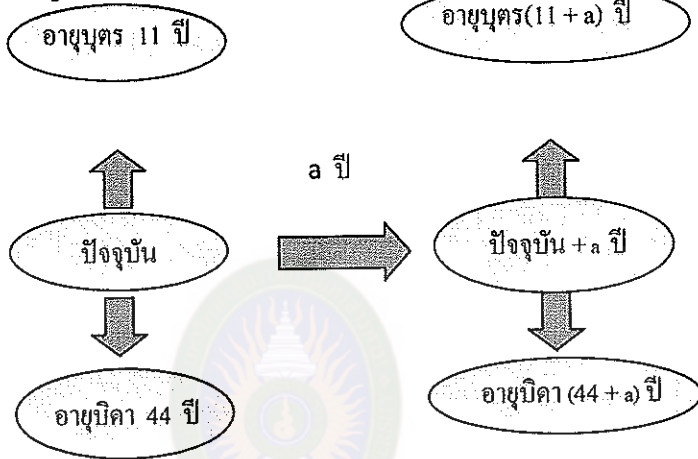 อายุบุตร 11 ปี
อายุบุตร(11 + a) ปี
a ปี
ปัจจุบัน
ปัจจุบัน + a ปี
อายุบิดา 44 ปี
อายุบิดา (44 + a) ปี